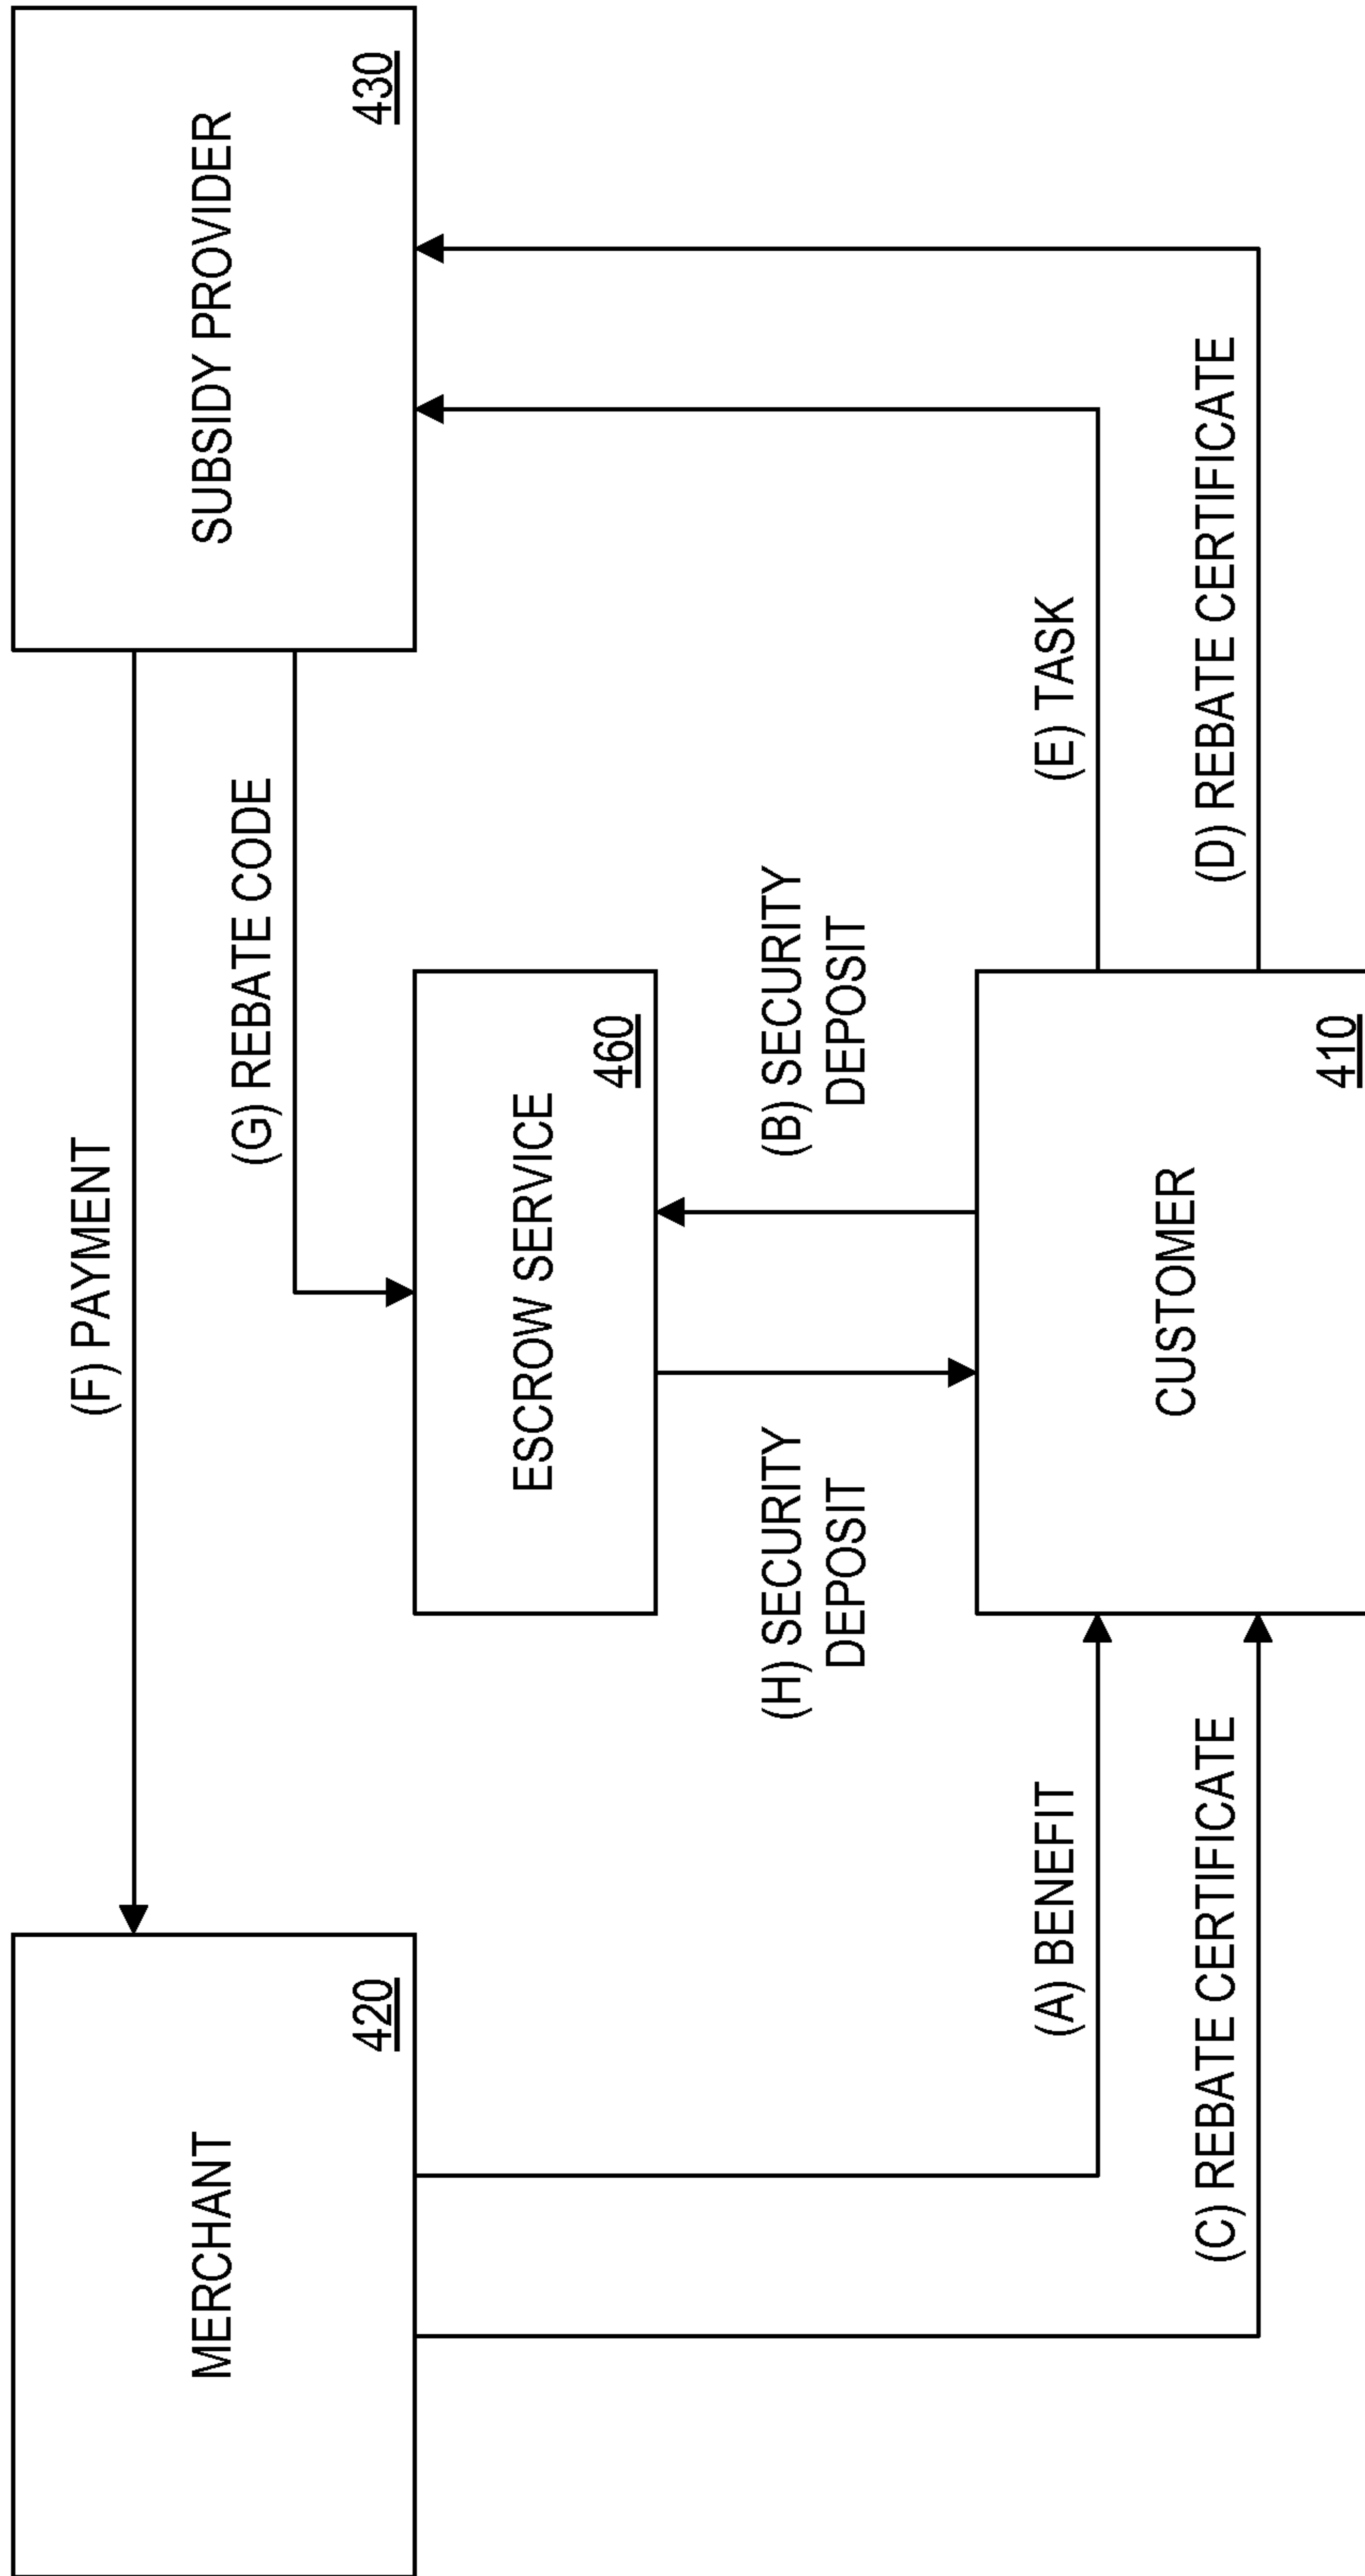 (F) PAYMENT
MERCHANT
420
SUBSIDY PROVIDER
430
(G) REBATE CODE
ESCROW SERVICE
460
(H) SECURITY
DEPOSIT
(B) SECURITY
DEPOSIT
(A) BENEFIT
(E) TASK
CUSTOMER
410
(C) REBATE CERTIFICATE
(D) REBATE CERTIFICATE